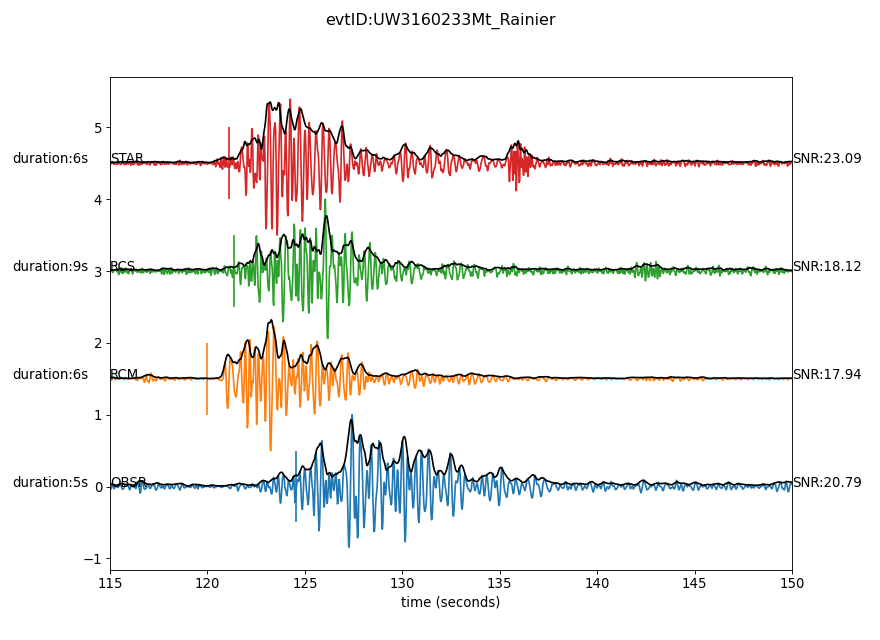 evtID:UW3160233Mt_Rainier
5
duration:6s STAR SNR:23.09
4
duration:9s 3 RCS SNR:18.12
2
duration:6s RCM SNR:17.94
1
duration:5s 0 OBSR SNR:20.79
−1
115 120 125 130 135 140 145 150
time (seconds)